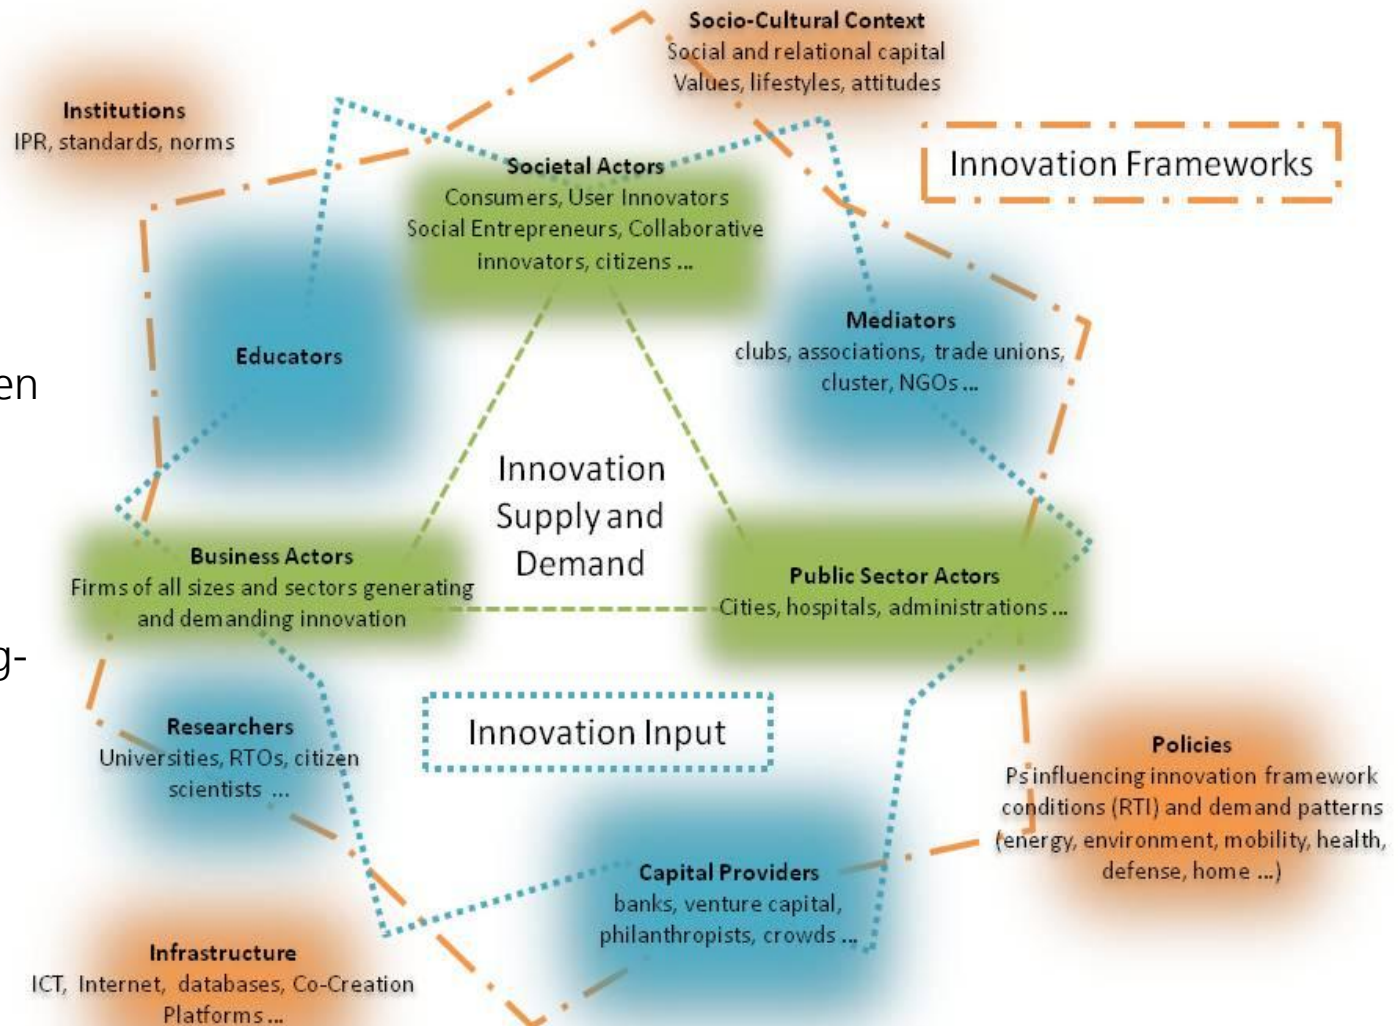 Socio-Cultural Context
Social and relational capital
Values, lifestyles, attitudes
Institutions
IPR, standards, norms
Innovation Frameworks
Societal Actors
Consumers, User Innovators
Social Entrepreneurs, Collaborative
innovators, citizens ...
Educators
Mediators
clubs, associations, trade unions,
cluster, NGOs ...
en
Innovation
Supply and
Demand
Business Actors
Firms of all sizes and sectors generating
and demanding innovation
Public Sector Actors
Cities, hospitals, administrations ...
g-
Researchers
Universities, RTOs, citizen
scientists ...
Innovation Input
Policies
Ps influencing innovation framework
conditions (RTI) and demand patterns
(energy, environment, mobility, health,
defense, home ...)
Capital Providers
banks, venture capital,
philanthropists, crowds ...
Infrastructure
ICT, Internet, databases, Co-Creation
Platforms ...